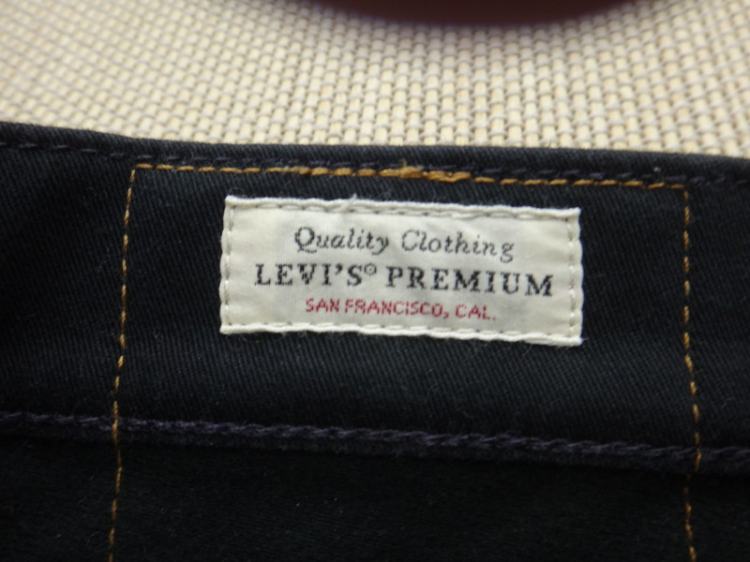 Quality Clothing
LEVI'S® PREMIUM
SAN FRANCISCO, CAL.